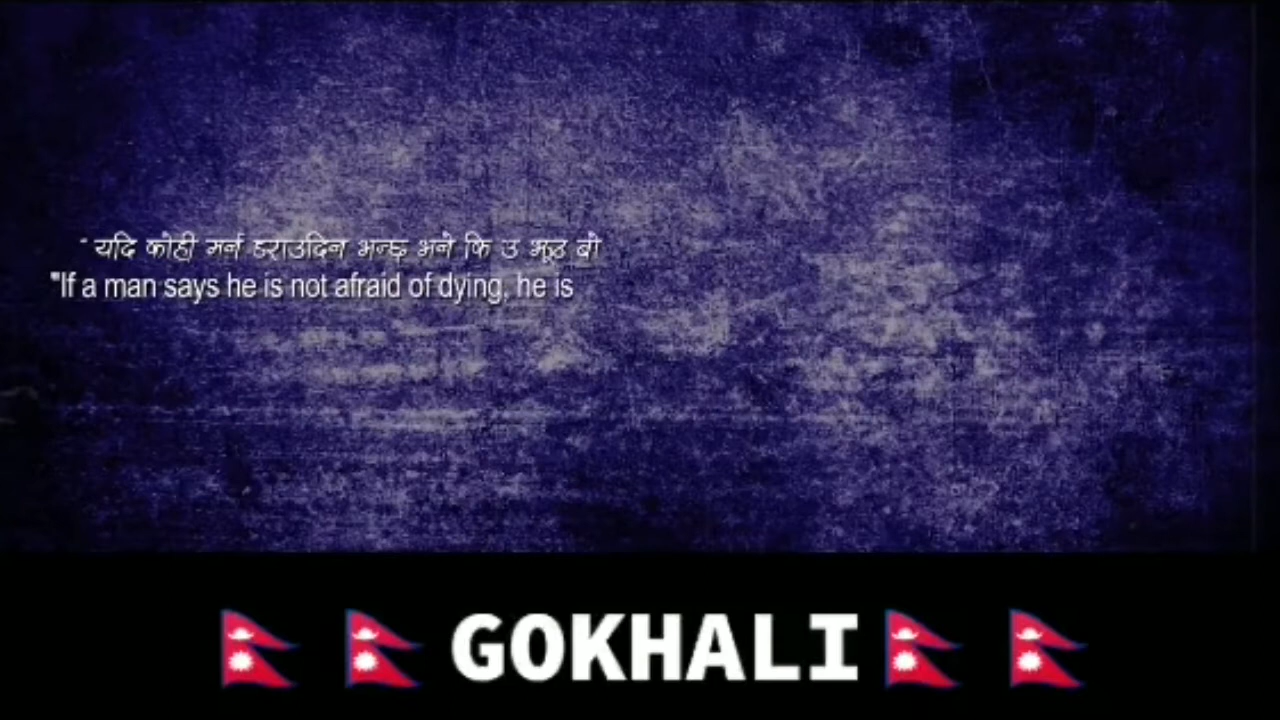 "यदि कोही मर्न डराउदिन भन्छ भने कि उ झूठ बो
"If a man says he is not afraid of dying, he is
GOKHALI